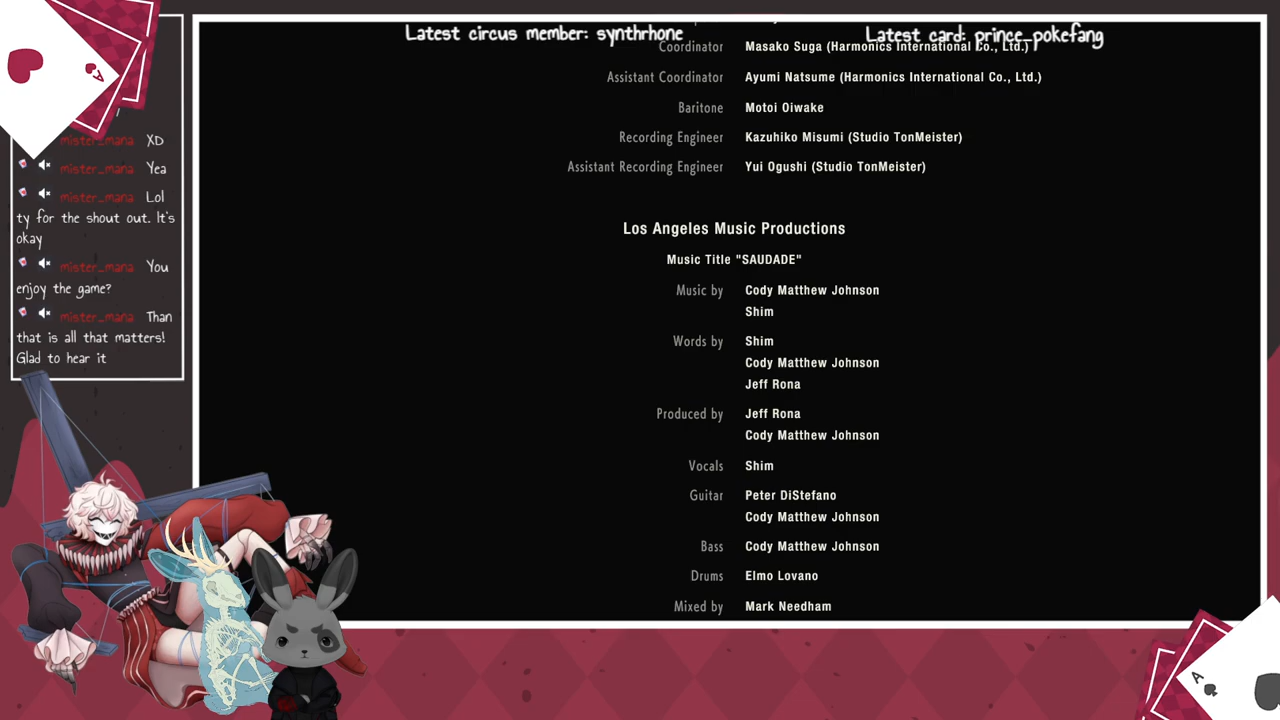 Latest circus member: synthrhone
Latest card: prince_pokefang
A
mister_mana XD
mister_mana Yea
mister_mana Lol
ty for the shout out. It's
okay
mister_mana You
enjoy the game?
mister_mana Than
that is all that matters!
Glad to hear it
Coordinator Masako Suga (Harmonics International Co., Ltd.)
Assistant Coordinator Ayumi Natsume (Harmonics International Co., Ltd.)
Baritone Motoi Oiwake
Recording Engineer Kazuhiko Misumi (Studio TonMeister)
Assistant Recording Engineer Yui Ogushi (Studio TonMeister)
Los Angeles Music Productions
Music Title "SAUDADE"
Music by Cody Matthew Johnson
Shim
Words by Shim
Cody Matthew Johnson
Jeff Rona
Produced by Jeff Rona
Cody Matthew Johnson
Vocals Shim
Guitar Peter DiStefano
Cody Matthew Johnson
Bass Cody Matthew Johnson
Drums Elmo Lovano
Mixed by Mark Needham
A